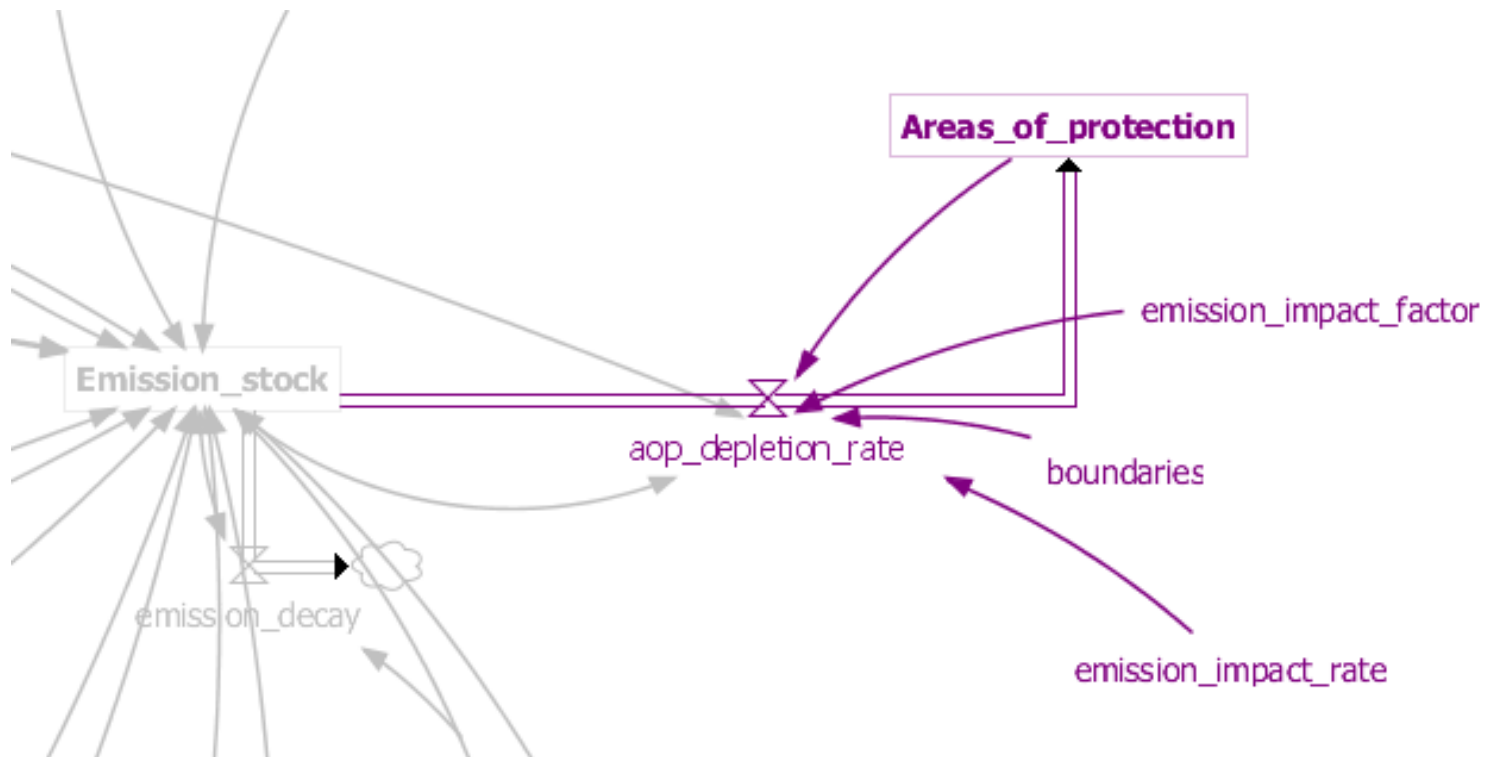 Areas_of_protection
emission_impact_factor
Emission_stock
aop_depletion_rate
boundaries
emission_decay
emission_impact_rate